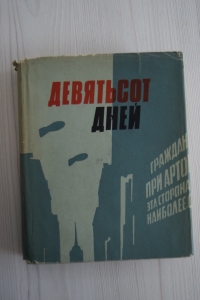 ДЕВЯТЬСОТ
ДНЕЙ
ГРАЖДАН
ПРИ АРТО
ЭТА СТОРОНА
НАИБОЛЕЕ